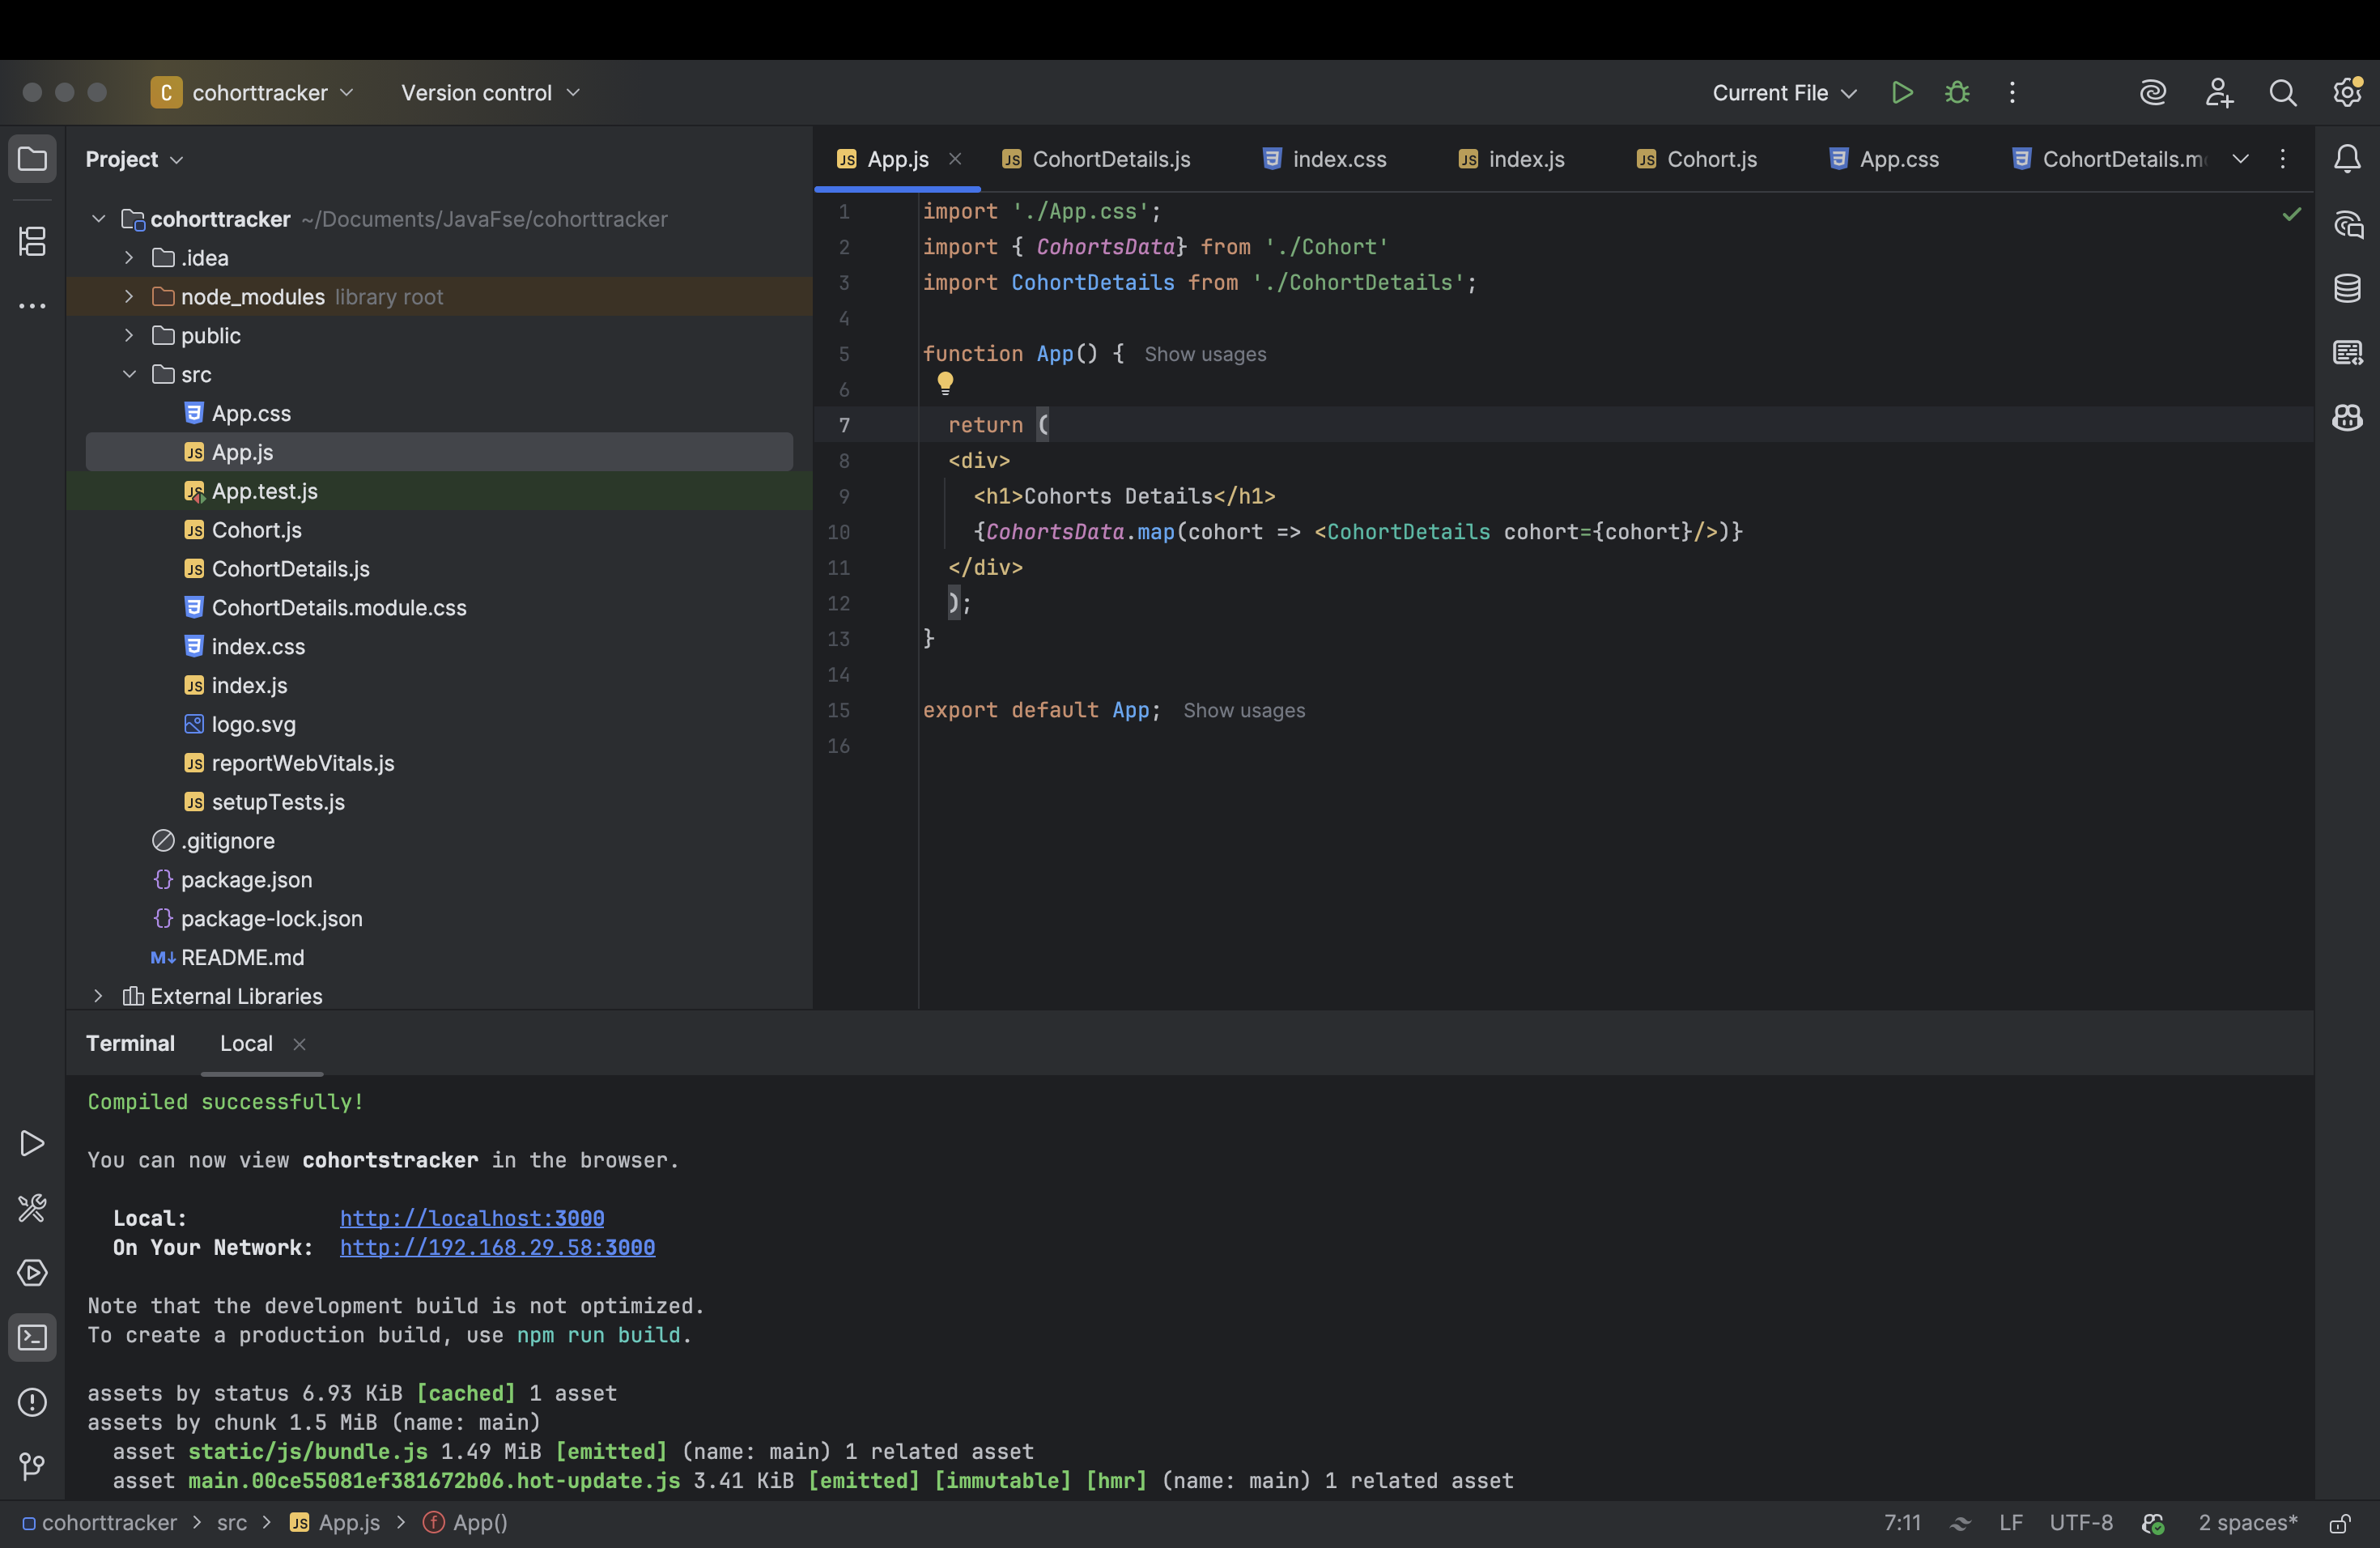 C cohorttracker Version control Current File
Project
cohorttracker ~/Documents/JavaFse/cohorttracker
.idea
node_modules library root
public
src
App.css
App.js
App.test.js
Cohort.js
CohortDetails.js
CohortDetails.module.css
index.css
index.js
logo.svg
reportWebVitals.js
setupTests.js
.gitignore
package.json
package-lock.json
README.md
External Libraries
App.js CohortDetails.js index.css index.js Cohort.js App.css CohortDetails.m
1 import './App.css';
2 import { CohortsData} from './Cohort'
3 import CohortDetails from './CohortDetails';
4
5 function App() { Show usages
6
7 return (
8 <div>
9 <h1>Cohorts Details</h1>
10 {CohortsData.map(cohort => <CohortDetails cohort={cohort}/>)}
11 </div>
12 );
13 }
14
15 export default App; Show usages
16
Terminal Local
Compiled successfully!
You can now view cohortstracker in the browser.
Local: http://localhost:3000
On Your Network: http://192.168.29.58:3000
Note that the development build is not optimized.
To create a production build, use npm run build.
assets by status 6.93 KiB [cached] 1 asset
assets by chunk 1.5 MiB (name: main)
asset static/js/bundle.js 1.49 MiB [emitted] (name: main) 1 related asset
asset main.00ce55081ef381672b06.hot-update.js 3.41 KiB [emitted] [immutable] [hmr] (name: main) 1 related asset
cohorttracker > src > JS App.js > f App() 7:11 LF UTF-8 2 spaces*